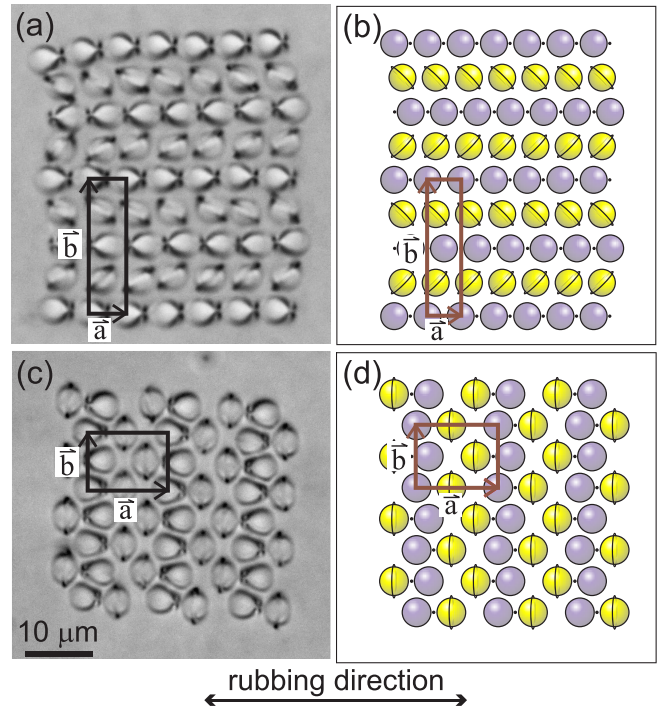 (a)
b⃗
a⃗
(b)
b⃗
a⃗
(c)
b⃗
a⃗
10 μm
(d)
b⃗
a⃗
rubbing direction